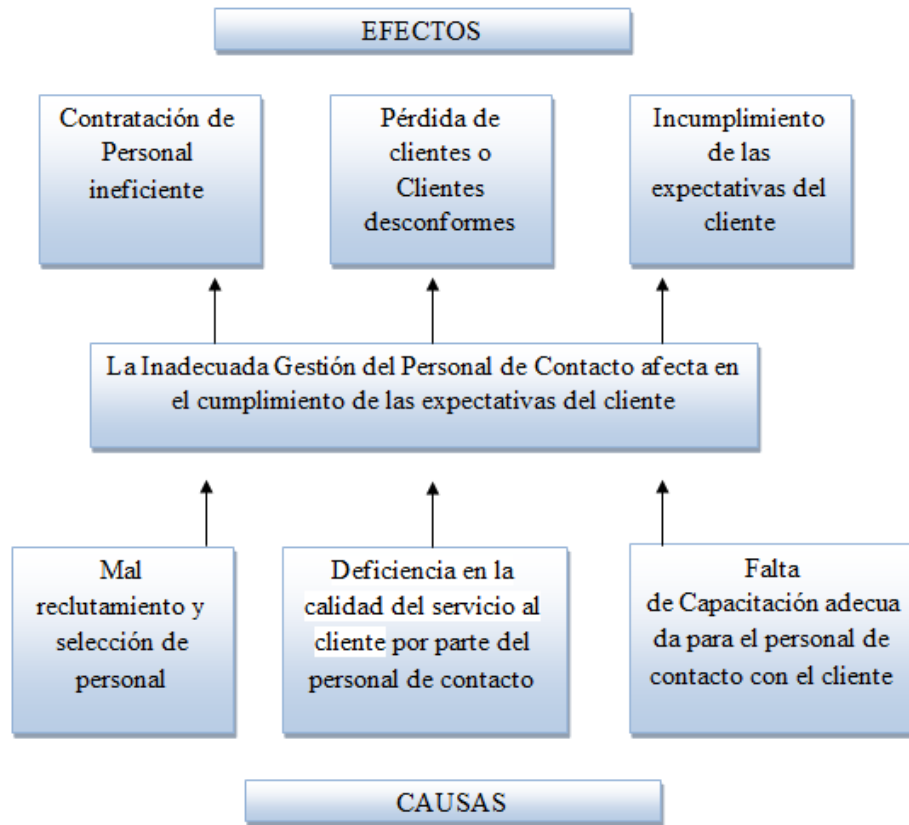 EFECTOS
Contratación de
Personal
ineficiente
Pérdida de
clientes o
Clientes
desconformes
Incumplimiento
de las
expectativas del
cliente
La Inadecuada Gestión del Personal de Contacto afecta en
el cumplimiento de las expectativas del cliente
Mal
reclutamiento y
selección de
personal
Deficiencia en la
calidad del servicio al
cliente por parte del
personal de contacto
Falta
de Capacitación adecua
da para el personal de
contacto con el cliente
CAUSAS